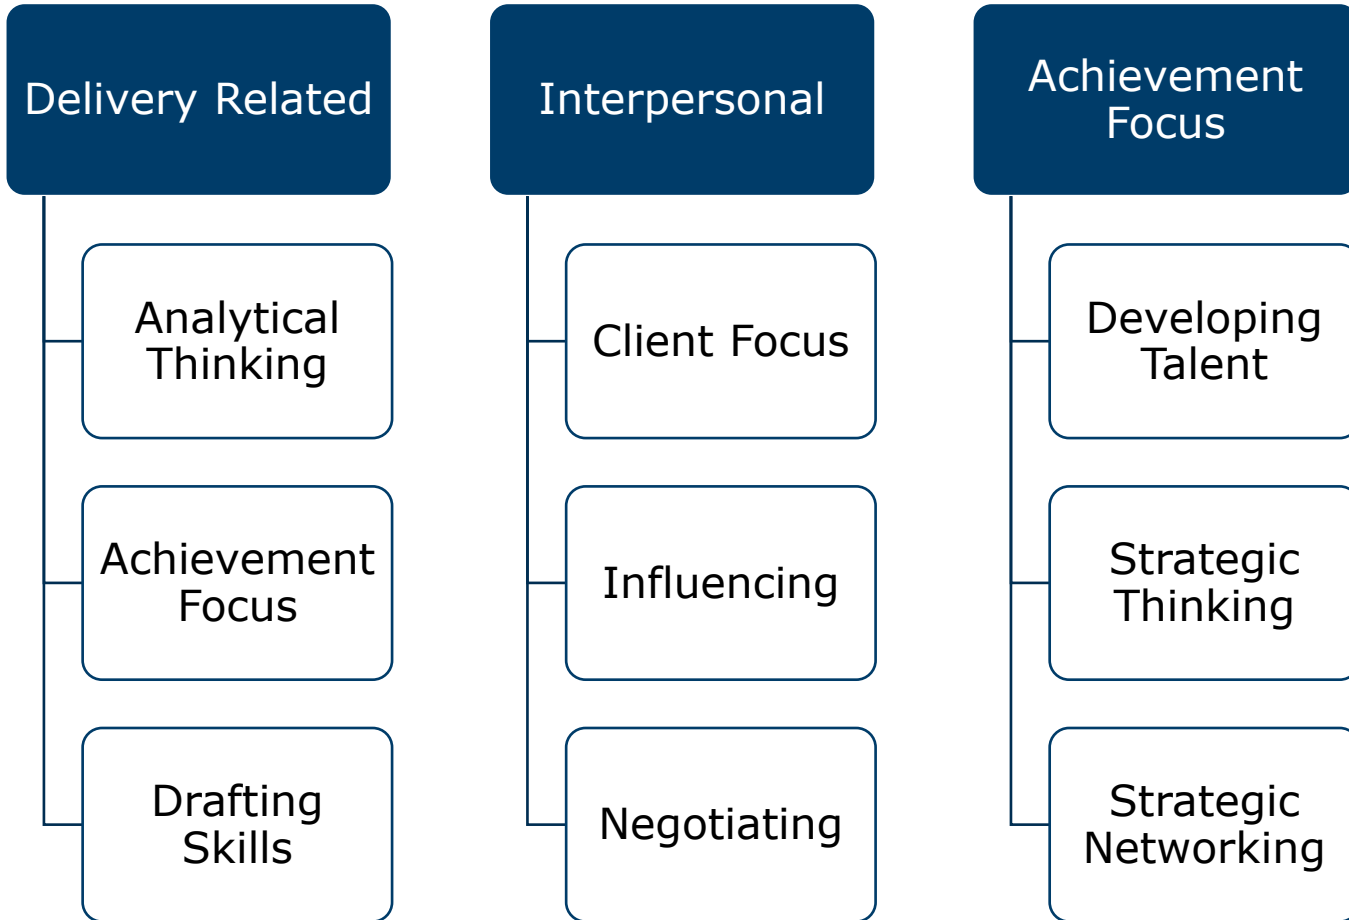 Delivery Related
Analytical
Thinking
Achievement
Focus
Drafting
Skills
Interpersonal
Client Focus
Influencing
Negotiating
Achievement
Focus
Developing
Talent
Strategic
Thinking
Strategic
Networking